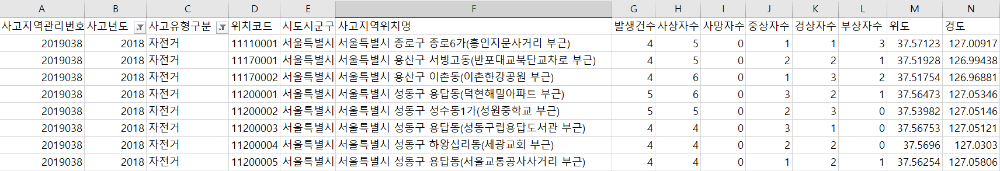 A B C D E F G H I J K L M N
사고지역관리번호 사고년도 사고유형구분 위치코드 시도시군구 사고지역위치명 발생건수 사상자수 사망자수 중상자수 경상자수 부상자수 위도 경도
2019038 2018 자전거 11110001 서울특별시 서울특별시 종로구 종로6가(흥인지문사거리 부근) 4 5 0 1 1 3 37.57123 127.00917
2019038 2018 자전거 11170001 서울특별시 서울특별시 용산구 서빙고동(반포대교북단교차로 부근) 4 5 0 2 2 1 37.51928 126.99438
2019038 2018 자전거 11170002 서울특별시 서울특별시 용산구 이촌동(이촌한강공원 부근) 4 6 0 1 3 2 37.51754 126.96881
2019038 2018 자전거 11200001 서울특별시 서울특별시 성동구 용답동(덕현해밀아파트 부근) 5 6 0 3 2 1 37.56473 127.05346
2019038 2018 자전거 11200002 서울특별시 서울특별시 성동구 성수동1가(성원중학교 부근) 5 5 0 2 3 0 37.53982 127.05146
2019038 2018 자전거 11200003 서울특별시 서울특별시 성동구 용답동(성동구립용답도서관 부근) 4 4 0 3 1 0 37.56753 127.05121
2019038 2018 자전거 11200004 서울특별시 서울특별시 성동구 하왕십리동(세광교회 부근) 4 4 0 2 2 0 37.5696 127.0303
2019038 2018 자전거 11200005 서울특별시 서울특별시 성동구 용답동(서울교통공사사거리 부근) 4 4 0 1 2 1 37.56254 127.05806